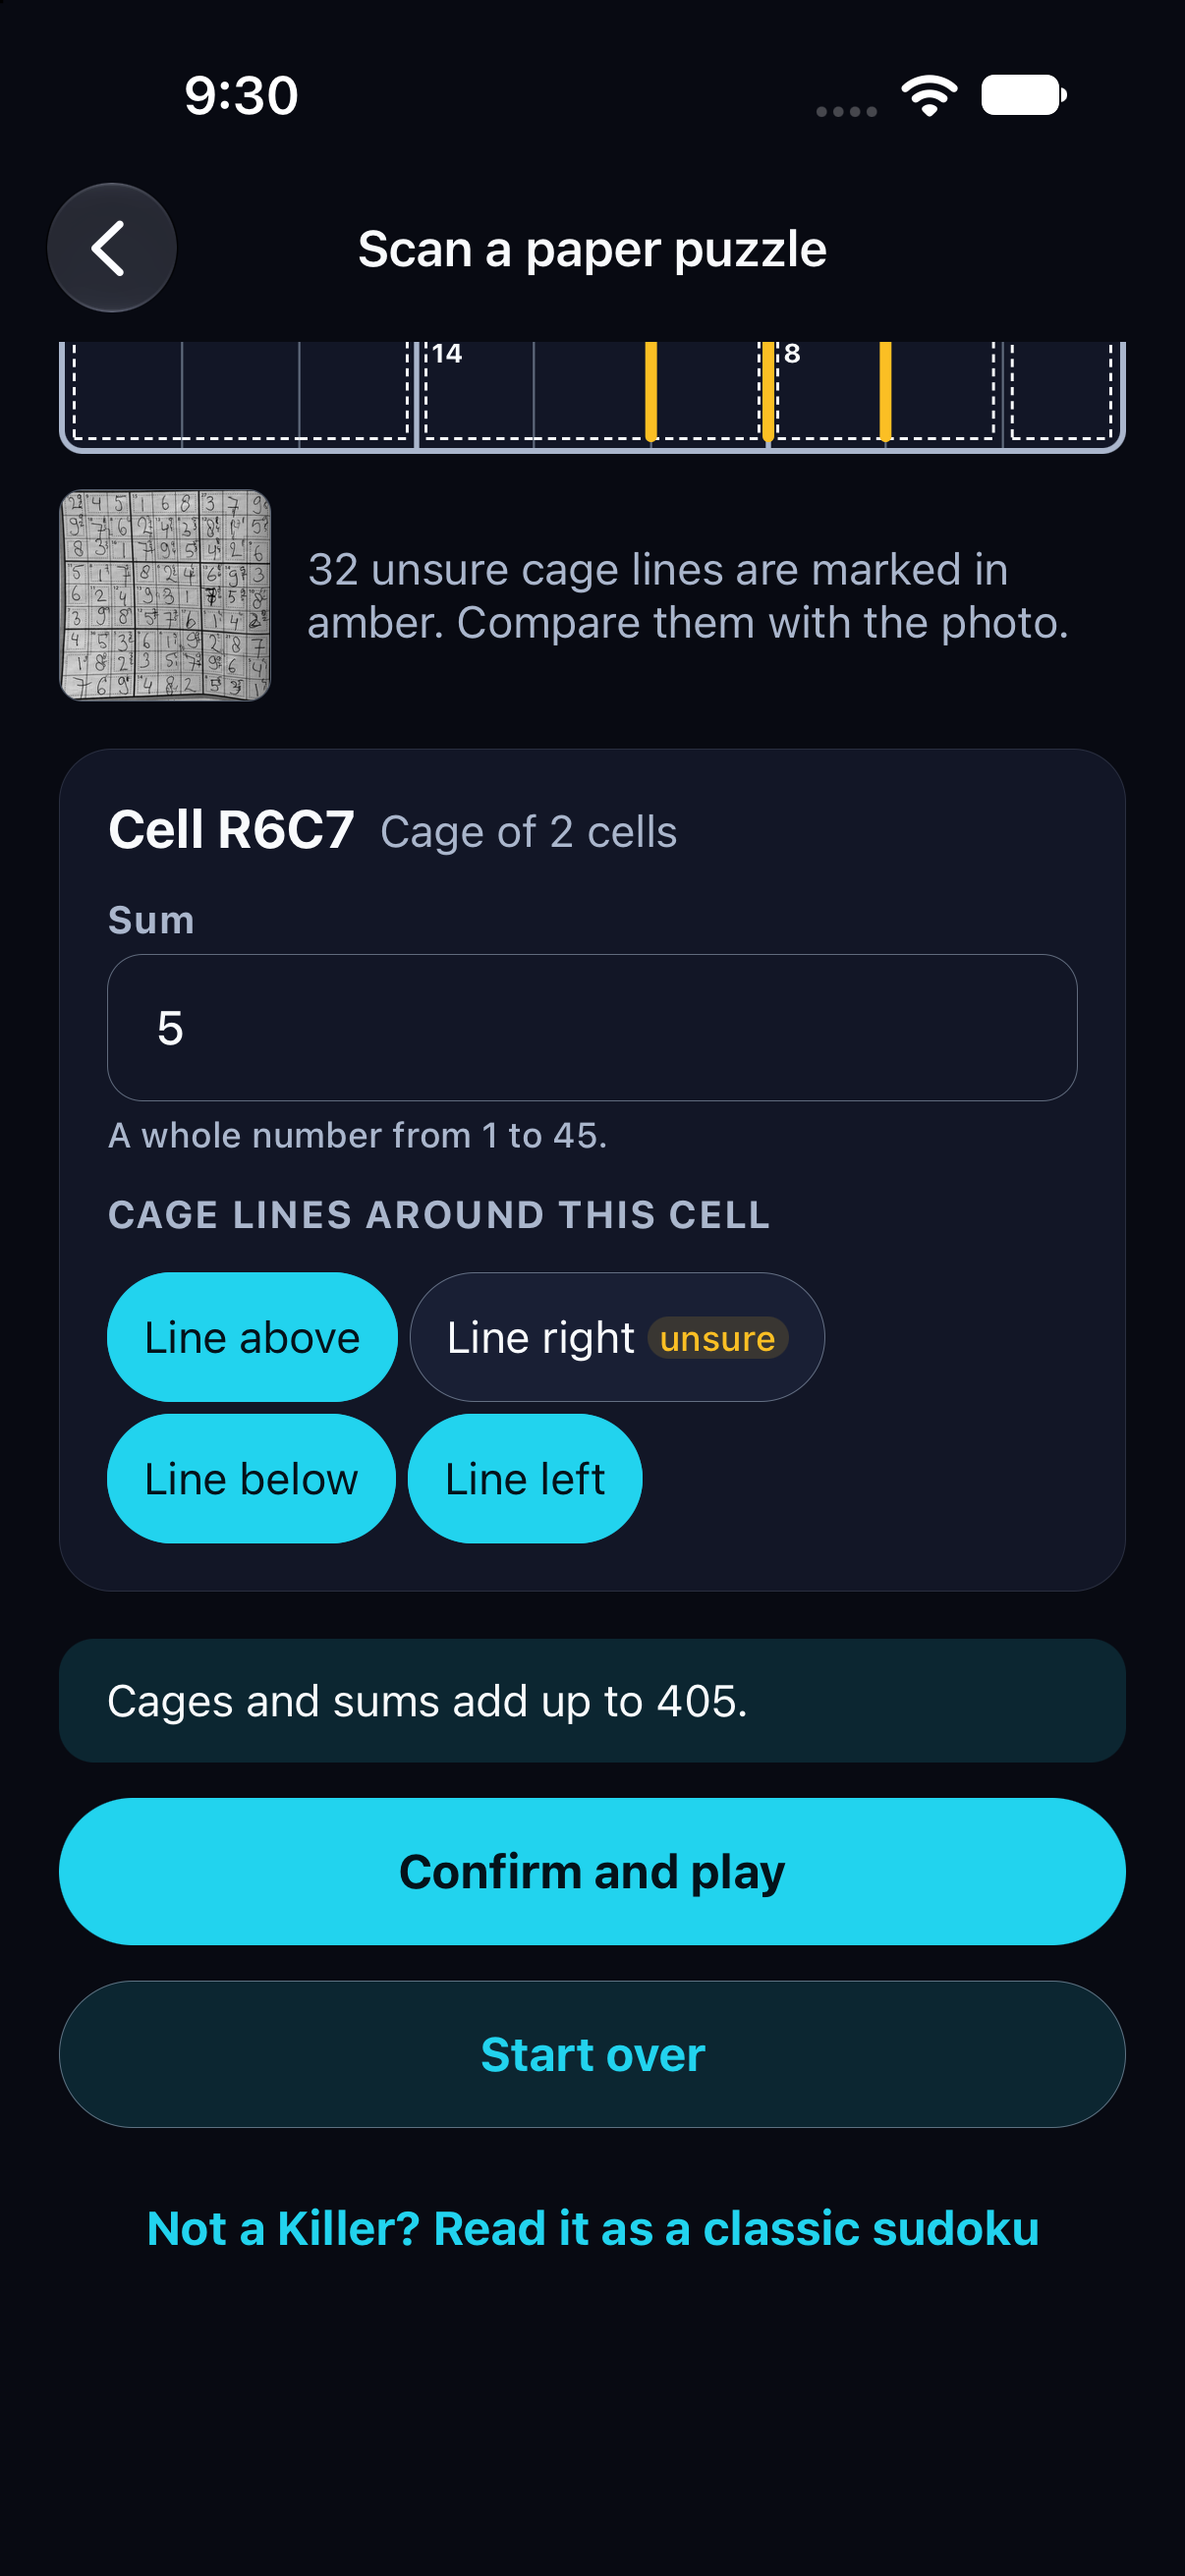 9:30
Scan a paper puzzle
14 8
32 unsure cage lines are marked in
amber. Compare them with the photo.
Cell R6C7 Cage of 2 cells
Sum
5
A whole number from 1 to 45.
CAGE LINES AROUND THIS CELL
Line above Line right unsure
Line below Line left
Cages and sums add up to 405.
Confirm and play
Start over
Not a Killer? Read it as a classic sudoku